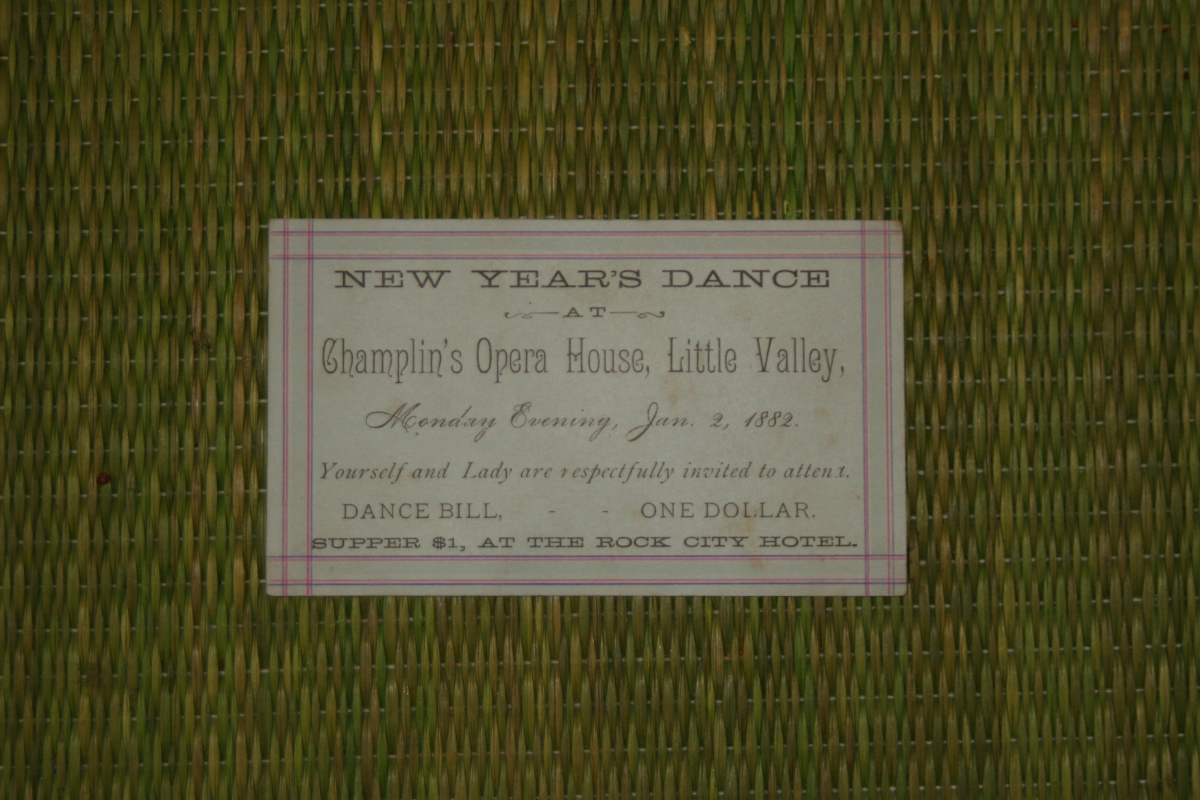 NEW YEAR'S DANCE
AT
Champlin's Opera House, Little Valley,
Monday Evening, Jan. 2, 1882.
Yourself and Lady are respectfully invited to attend.
DANCE BILL, - - ONE DOLLAR.
SUPPER $1, AT THE ROCK CITY HOTEL.